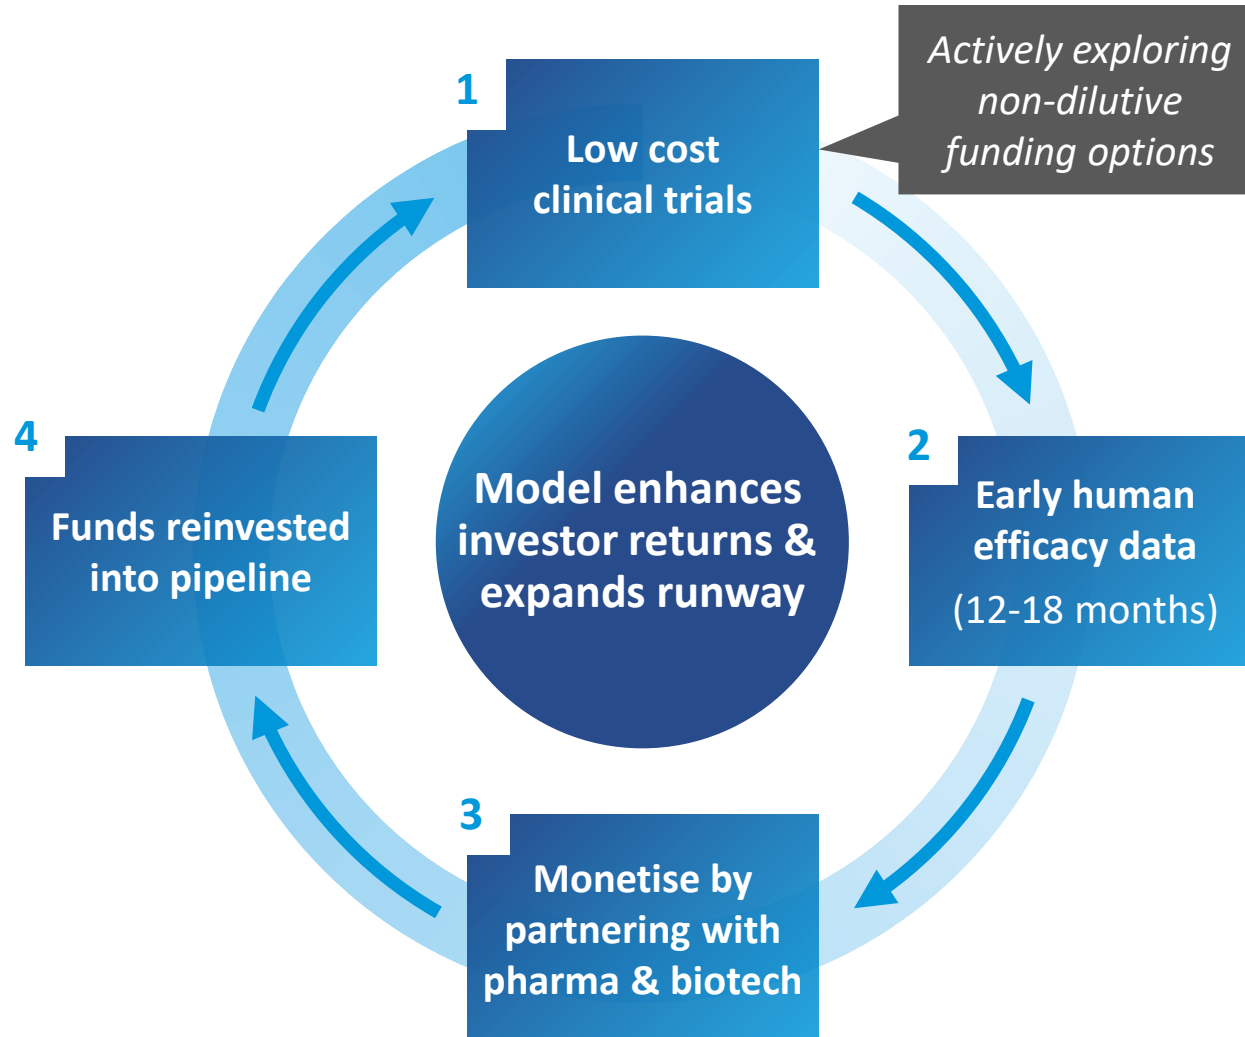 1
Low cost
clinical trials
Actively exploring
non-dilutive
funding options
2
Early human
efficacy data
(12-18 months)
3
Monetise by
partnering with
pharma & biotech
4
Funds reinvested
into pipeline
Model enhances
investor returns &
expands runway